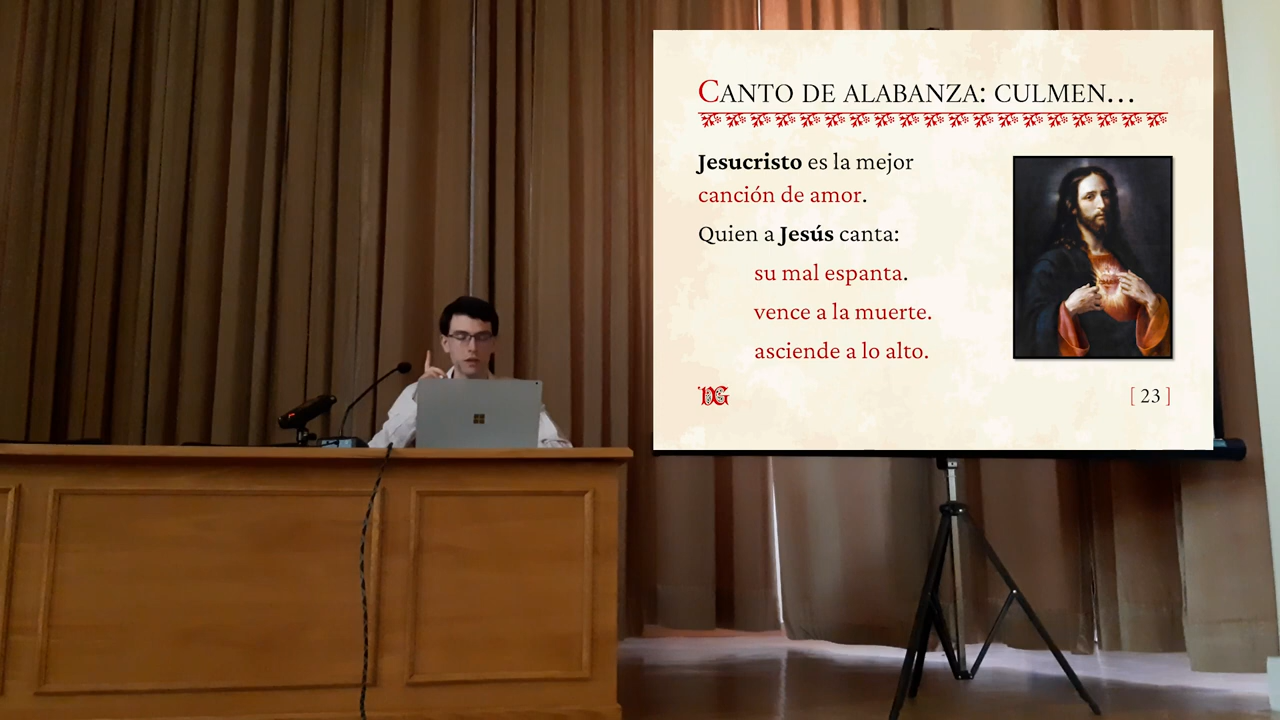 CANTO DE ALABANZA: CULMEN…
Jesucristo es la mejor
canción de amor.
Quien a Jesús canta:
su mal espanta.
vence a la muerte.
asciende a lo alto.
[ 23 ]